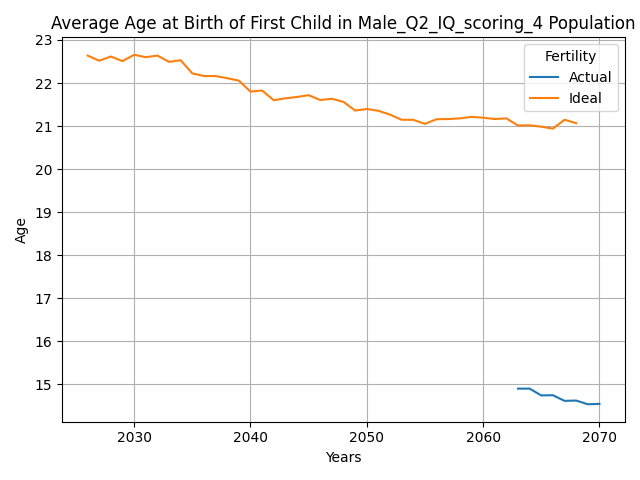 Average Age at Birth of First Child in Male_Q2_IQ_scoring_4 Population
Fertility
Actual
Ideal
Age
23
22
21
20
19
18
17
16
15
2030
2040
2050
2060
2070
Years